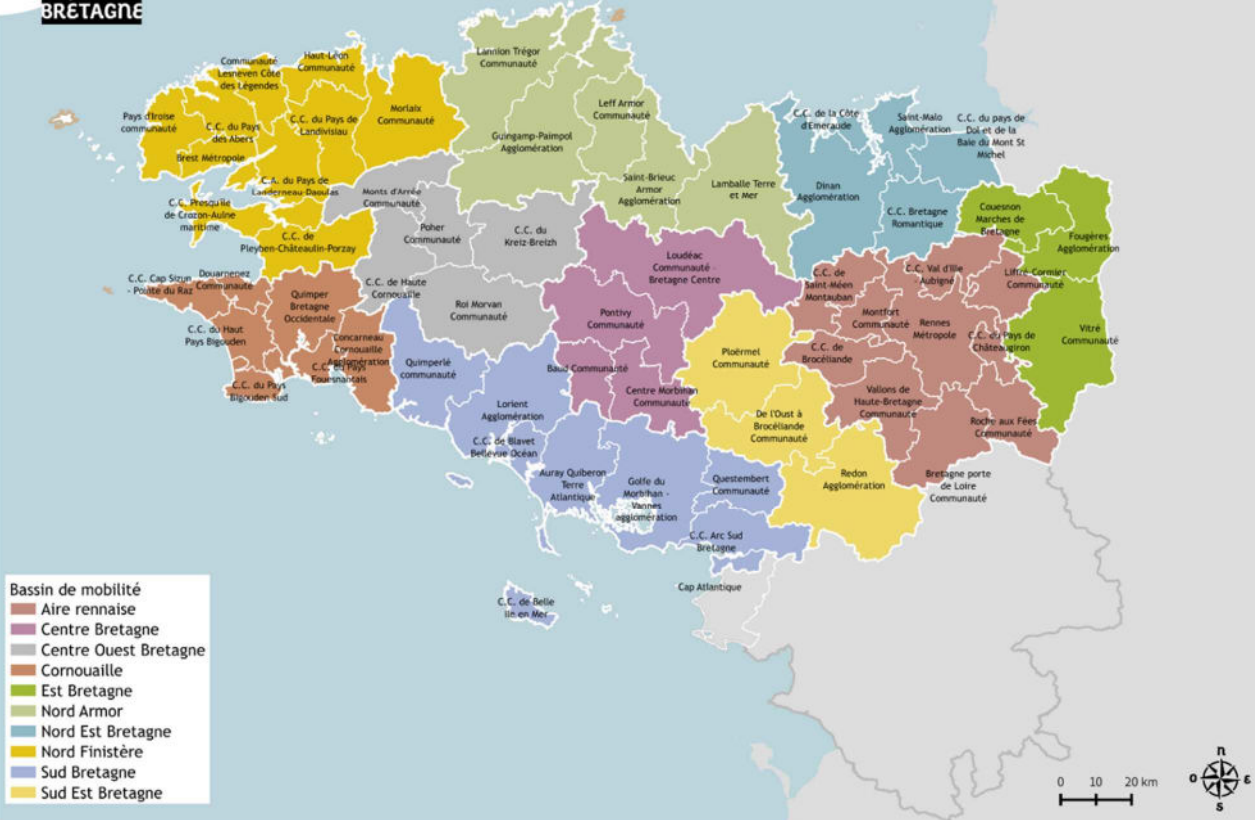 BRETAGNE
Lannion Trégor
Communauté
Haut-Léon
Communauté
Communauté
Lesneven Côte
des Légendes
Pays d'Iroise
communauté
C.C. du Pays
des Abers
C.C. du Pays de
Landivisiau
Morlaix
Communauté
Brest Métropole
Leff Armor
Communauté
Guingamp-Paimpol
Agglomération
C.C. de la Côte
d'Emeraude
Saint-Malo
Agglomération
C.C. du pays de
Dol et de la
Baie du Mont St
Michel
C.A. du Pays de
Landerneau-Daoulas
Monts d'Arrée
Communauté
Saint-Brieuc
Armor
Agglomération
Lamballe Terre
et Mer
Dinan
Agglomération
C.C. Bretagne
Romantique
Couesnon
Marches de
Bretagne
Fougères
Agglomération
C.C. Presqu'île
de Crozon-Aulne
maritime
C.C. de
Pleyben-Châteaulin-Porzay
Poher
Communauté
C.C. du
Kreiz-Breizh
Loudéac
Communauté -
Bretagne Centre
C.C. de
Saint-Méen
Montauban
C.C. Val d'Ille
-Aubigné
Liffré Cormier
Communauté
C.C. Cap Sizun
- Pointe du Raz
Douarnenez
Communauté
Quimper
Bretagne
Occidentale
C.C. de Haute
Cornouaille
Roi Morvan
Communauté
Pontivy
Communauté
Montfort
Communauté
Rennes
Métropole
C.C. du Pays de
Châteaugiron
Vitré
Communauté
C.C. du Haut
Pays Bigouden
Concarneau
Cornouaille
Agglomération
C.C. du Pays
Fouesnantais
C.C. du Pays
Bigouden Sud
Quimperlé
communauté
Baud Communauté
Centre Morbihan
Communauté
Ploërmel
Communauté
C.C. de
Brocéliande
Vallons de
Haute-Bretagne
Communauté
Roche aux Fées
Communauté
Lorient
Agglomération
De l'Oust à
Brocéliande
Communauté
C.C. de Blavet
Bellevue Océan
Auray Quiberon
Terre
Atlantique
Golfe du
Morbihan -
Vannes
agglomération
Questembert
Communauté
Redon
Agglomération
Bretagne porte
de Loire
Communauté
C.C. Arc Sud
Bretagne
Cap Atlantique
C.C. de Belle
Ile en Mer
Bassin de mobilité
Aire rennaise
Centre Bretagne
Centre Ouest Bretagne
Cornouaille
Est Bretagne
Nord Armor
Nord Est Bretagne
Nord Finistère
Sud Bretagne
Sud Est Bretagne
0 10 20 km
n
o ε
s